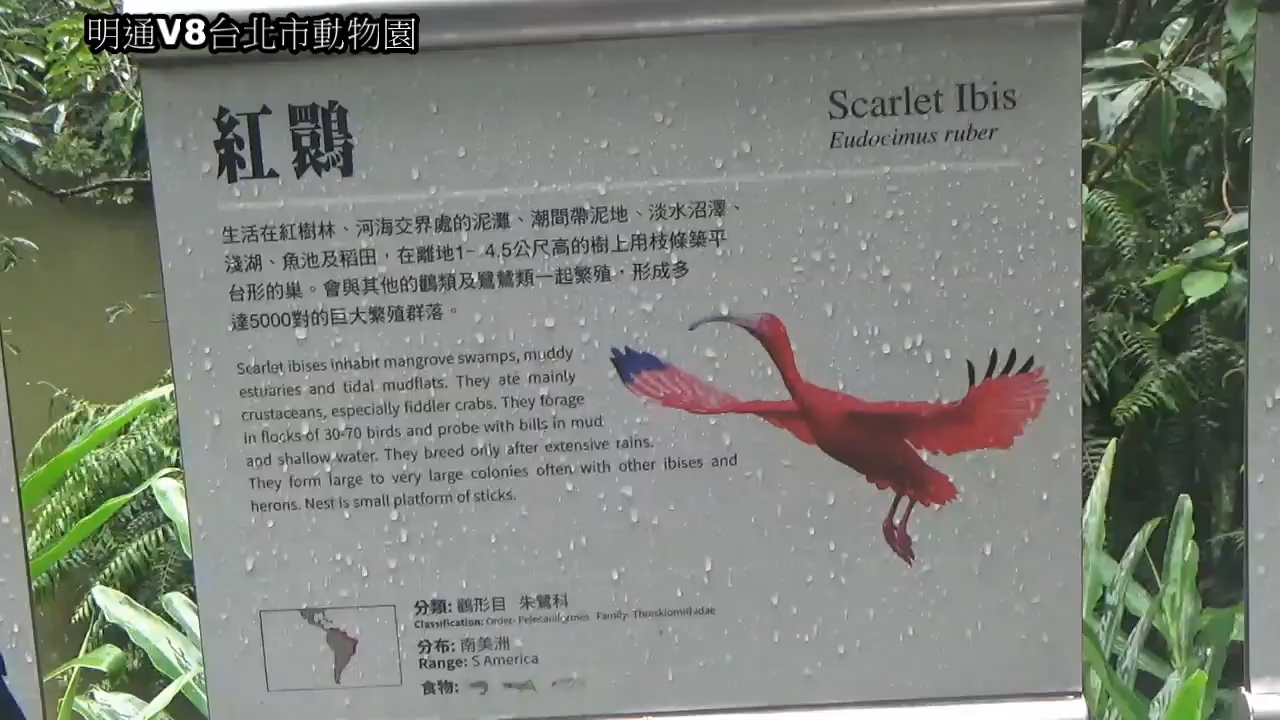 明通V8台北市動物園
紅鹮
Scarlet Ibis
Eudocimus ruber
生活在紅樹林、河海交界處的泥灘、潮間帶泥地、淡水沼澤、
淺湖、魚池及稻田，在離地1- 4.5公尺高的樹上用枝條築平
台形的巢。會與其他的鸛類及鷺鷥類一起繁殖，形成多
達5000對的巨大繁殖群落。
Scarlet ibises inhabit mangrove swamps, muddy
estuaries and tidal mudflats. They ate mainly
crustaceans, especially fiddler crabs. They forage
in flocks of 30-70 birds and probe with bills in mud
and shallow water. They breed only after extensive rains.
They form large to very large colonies often with other ibises and
herons. Nest is small platform of sticks.
分類: 鸛形目 朱鷺科
Classification: Order: Pelecaniformes Family: Threskiornithidae
分布: 南美洲
Range: S America
食物: